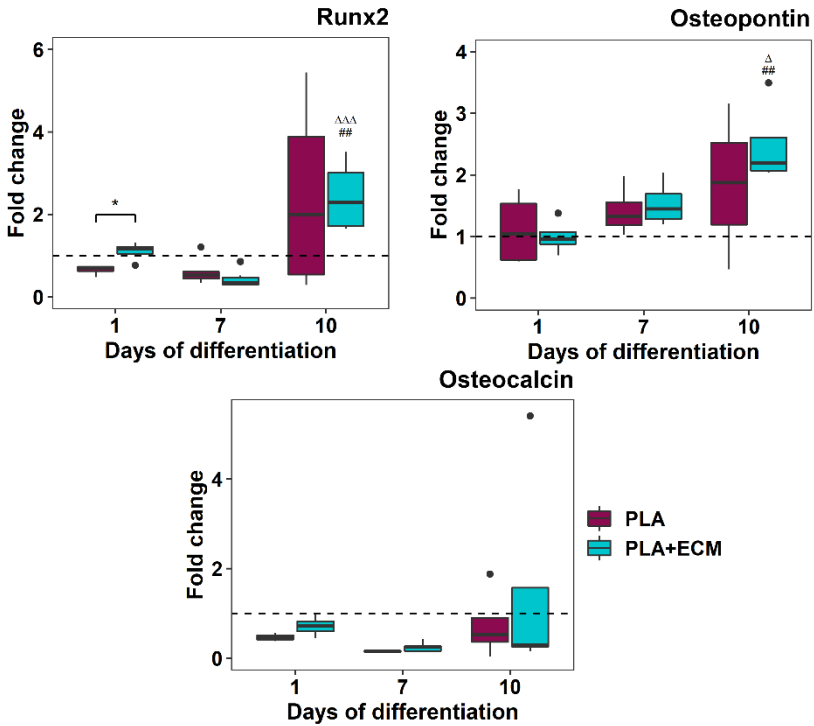 Runx2
6
4
2
0
Fold change
ΔΔΔ
##
*
1 7 10
Days of differentiation
Osteopontin
4
3
2
1
0
Fold change
Δ
##
1 7 10
Days of differentiation
Osteocalcin
4
2
0
Fold change
1 7 10
Days of differentiation
PLA
PLA+ECM